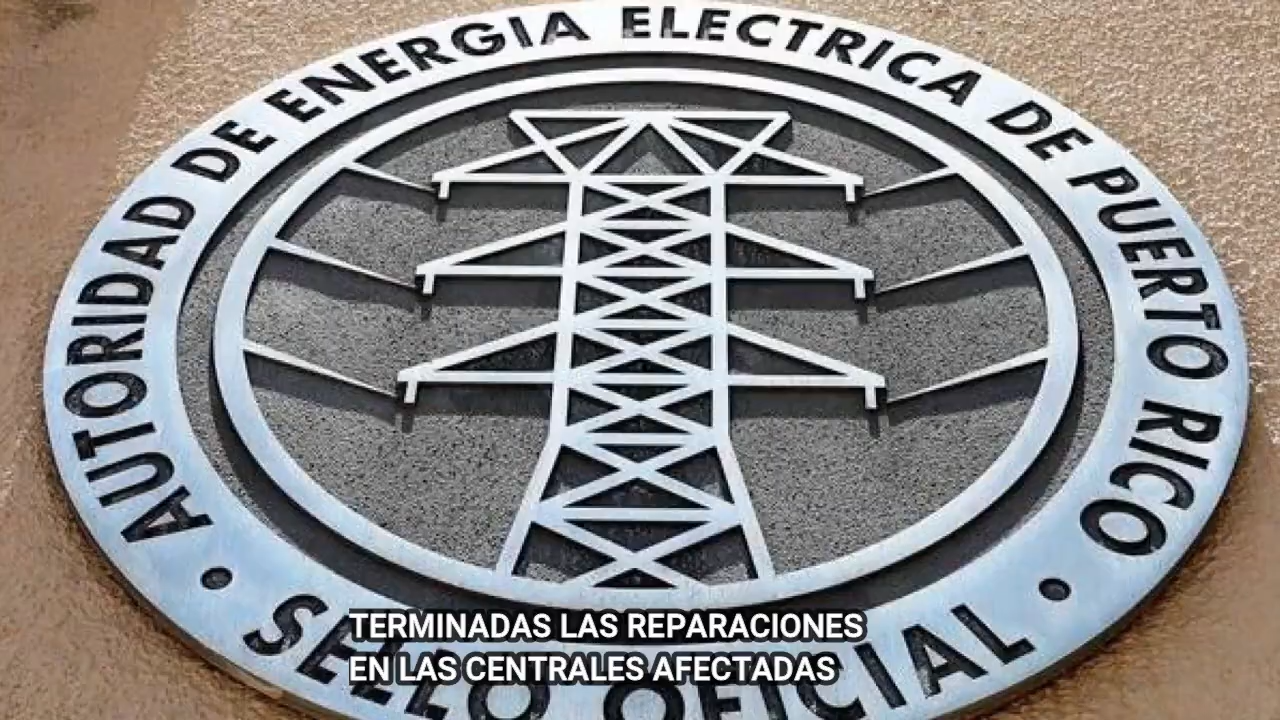 AUTORIDAD DE ENERGIA ELECTRICA DE PUERTO RICO
• SELLO OFICIAL •
TERMINADAS LAS REPARACIONES
EN LAS CENTRALES AFECTADAS